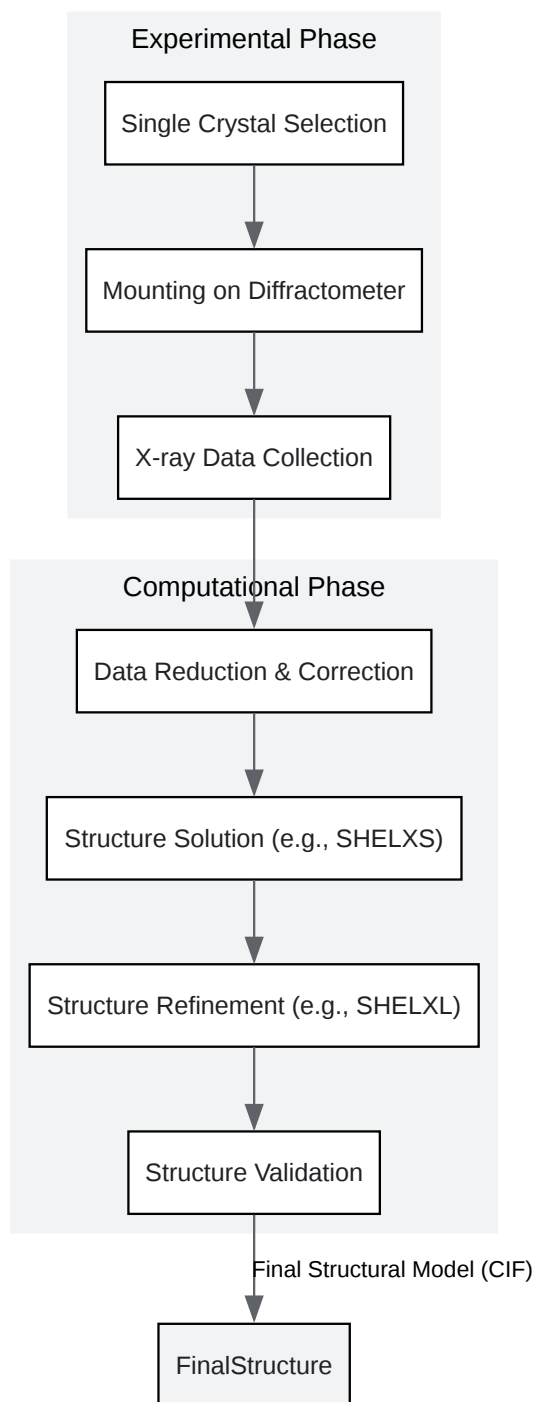 Experimental Phase
Single Crystal Selection
Mounting on Diffractometer
X-ray Data Collection
Computational Phase
Data Reduction & Correction
Structure Solution (e.g., SHELXS)
Structure Refinement (e.g., SHELXL)
Structure Validation
Final Structural Model (CIF)
FinalStructure